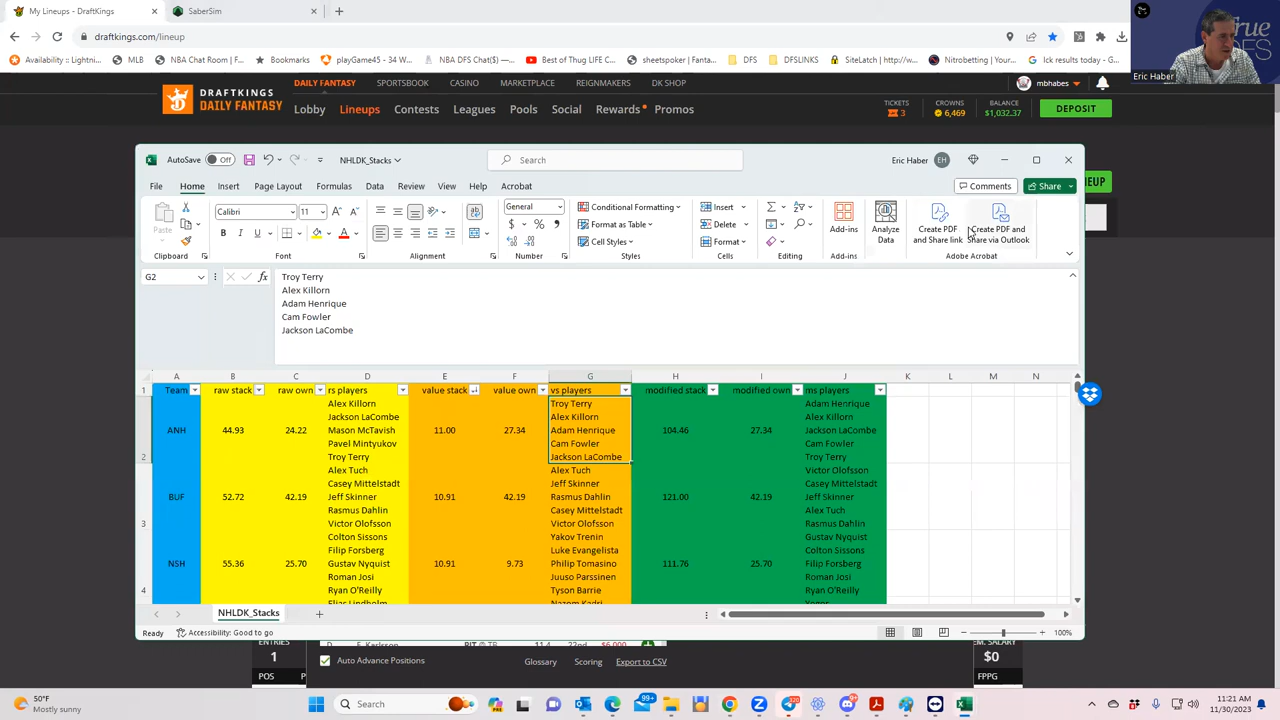 My Lineups - DraftKings
SaberSim
draftkings.com/lineup
Availability :: Lightni...
MLB
NBA Chat Room | F...
playGame45 - 34 W...
NBA DFS Chat($)—...
Best of Thug LIFE C...
sheetspoker | Start...
DFS
DFSLINKS
SiteLatch | http://w...
Nitrobetting | Your...
Ick results today -...
Eric Haber
DRAFTKINGS
DAILY FANTASY
DAILY FANTASY
SPORTSBOOK
CASINO
MARKETPLACE
REIGNMAKERS
DK SHOP
mbhabes
Lobby
Lineups
Contests
Leagues
Pools
Social
Rewards
Promos
TICKETS
3
CROWNS
6,469
BALANCE
$1,032.37
DEPOSIT
AutoSave
Off
NHLDK_Stacks
Search
Eric Haber
EH
File
Home
Insert
Page Layout
Formulas
Data
Review
View
Help
Acrobat
Comments
Share
Paste
Clipboard
Calibri
11
Font
Alignment
General
Number
Conditional Formatting
Format as Table
Cell Styles
Styles
Insert
Delete
Format
Cells
Editing
Add-ins
Add-ins
Analyze Data
Create PDF and Share link
Create PDF and Share via Outlook
Adobe Acrobat
G2
Troy Terry
Alex Killorn
Adam Henrique
Cam Fowler
Jackson LaCombe
A B C D E F G H I J K L M N
1 Team raw stack raw own rs players value stack value own vs players modified stack modified own ms players
Alex Killorn Troy Terry Adam Henrique
Jackson LaCombe Alex Killorn Alex Killorn
ANH 44.93 24.22 Mason McTavish 11.00 27.34 Adam Henrique 104.46 27.34 Jackson LaCombe
Pavel Mintyukov Cam Fowler Cam Fowler
2 Troy Terry Jackson LaCombe Troy Terry
Alex Tuch Alex Tuch Victor Olofsson
Casey Mittelstadt Jeff Skinner Casey Mittelstadt
BUF 52.72 42.19 Jeff Skinner 10.91 42.19 Rasmus Dahlin 121.00 42.19 Jeff Skinner
Rasmus Dahlin Casey Mittelstadt Alex Tuch
3 Victor Olofsson Victor Olofsson Rasmus Dahlin
Colton Sissons Yakov Trenin Gustav Nyquist
Filip Forsberg Luke Evangelista Colton Sissons
NSH 55.36 25.70 Gustav Nyquist 10.91 9.73 Philip Tomasino 111.76 25.70 Filip Forsberg
Roman Josi Juuso Parssinen Roman Josi
4 Ryan O'Reilly Tyson Barrie Ryan O'Reilly
Elias Lindholm Nazem Kadri
NHLDK_Stacks
Ready
Accessibility: Good to go
100%
ENTRIES
1
POS
Auto Advance Positions
Glossary
Scoring
Export to CSV
$0
FPPG
50°F
Mostly sunny
Search
99+
11:21 AM
11/30/2023